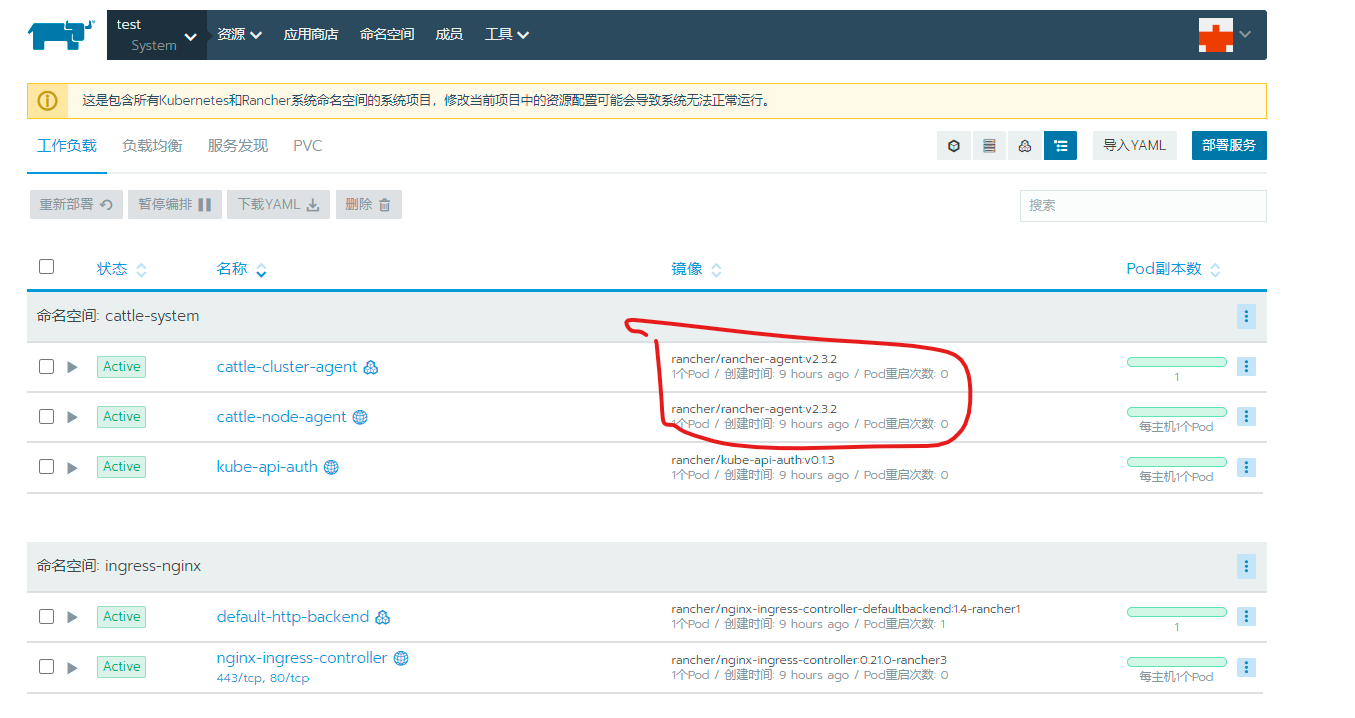 test
System
资源
应用商店
命名空间
成员
工具
这是包含所有Kubernetes和Rancher系统命名空间的系统项目，修改当前项目中的资源配置可能会导致系统无法正常运行。
工作负载
负载均衡
服务发现
PVC
导入YAML
部署服务
重新部署
暂停编排
下载YAML
删除
搜索
状态
名称
镜像
Pod副本数
命名空间: cattle-system
Active
cattle-cluster-agent
rancher/rancher-agent:v2.3.2
1个Pod / 创建时间: 9 hours ago / Pod重启次数: 0
1
Active
cattle-node-agent
rancher/rancher-agent:v2.3.2
1个Pod / 创建时间: 9 hours ago / Pod重启次数: 0
每主机1个Pod
Active
kube-api-auth
rancher/kube-api-auth:v0.1.3
1个Pod / 创建时间: 9 hours ago / Pod重启次数: 0
每主机1个Pod
命名空间: ingress-nginx
Active
default-http-backend
rancher/nginx-ingress-controller-defaultbackend:1.4-rancher1
1个Pod / 创建时间: 9 hours ago / Pod重启次数: 1
1
Active
nginx-ingress-controller
443/tcp, 80/tcp
rancher/nginx-ingress-controller:0.21.0-rancher3
1个Pod / 创建时间: 9 hours ago / Pod重启次数: 0
每主机1个Pod